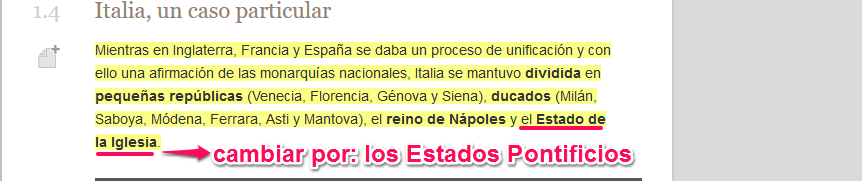 1.4 Italia, un caso particular
Mientras en Inglaterra, Francia y España se daba un proceso de unificación y con
ello una afirmación de las monarquías nacionales, Italia se mantuvo dividida en
pequeñas repúblicas (Venecia, Florencia, Génova y Siena), ducados (Milán,
Saboya, Módena, Ferrara, Asti y Mantova), el reino de Nápoles y el Estado de
la Iglesia.
cambiar por: los Estados Pontificios